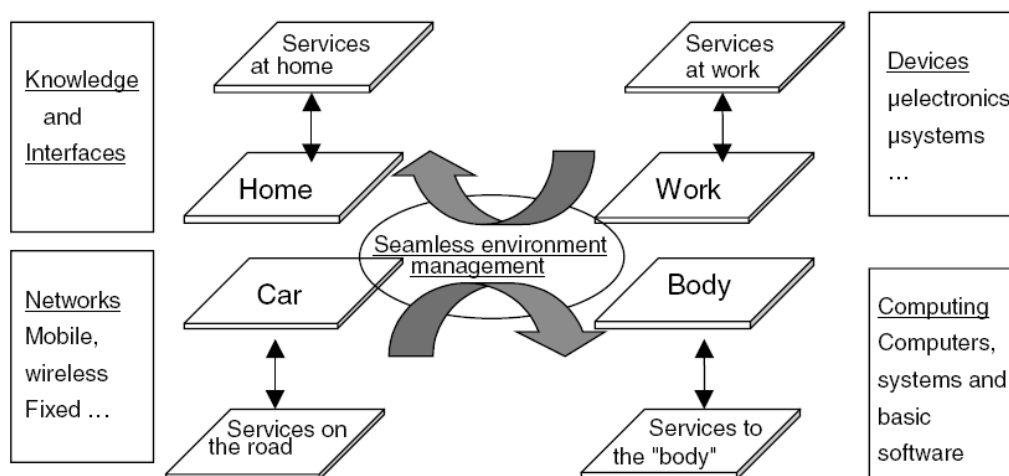 Knowledge
and
Interfaces
Services
at home
Services
at work
Devices
µelectronics
µsystems
…
Home
Work
Seamless environment
management
Networks
Mobile,
wireless
Fixed …
Car
Body
Computing
Computers,
systems and
basic
software
Services on
the road
Services to
the "body"